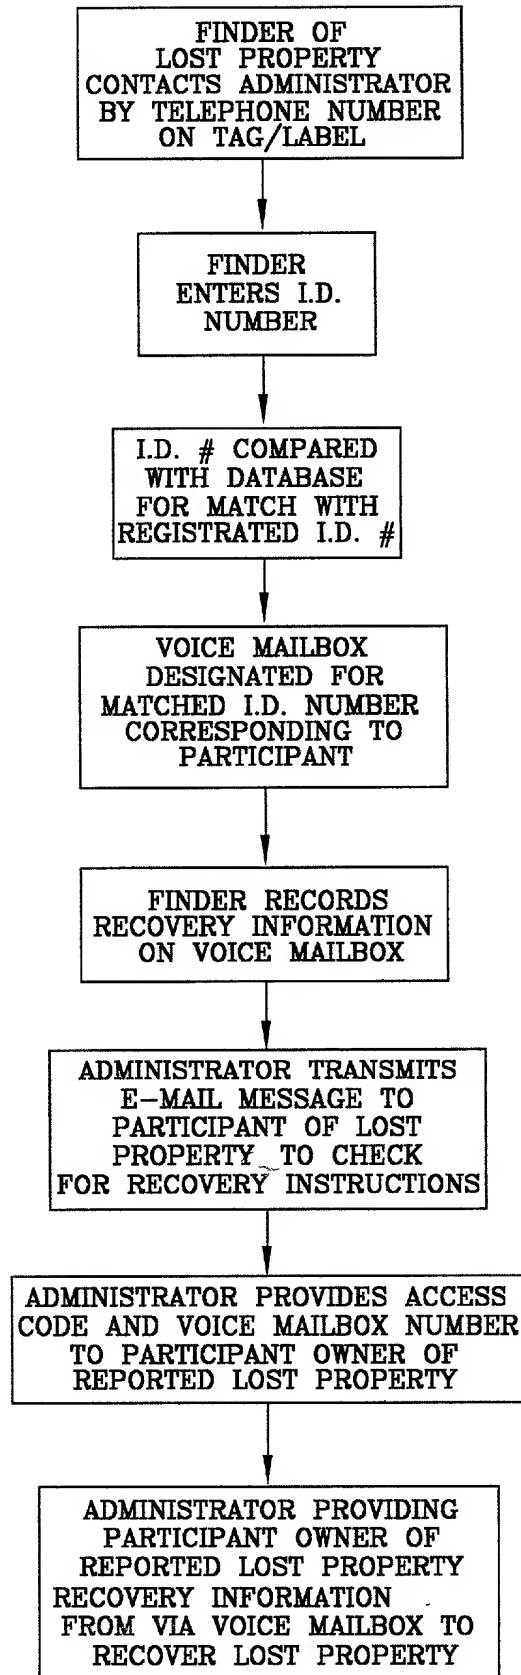 FINDER OF
LOST PROPERTY
CONTACTS ADMINISTRATOR
BY TELEPHONE NUMBER
ON TAG/LABEL
FINDER
ENTERS I.D.
NUMBER
I.D. # COMPARED
WITH DATABASE
FOR MATCH WITH
REGISTRATED I.D. #
VOICE MAILBOX
DESIGNATED FOR
MATCHED I.D. NUMBER
CORRESPONDING TO
PARTICIPANT
FINDER RECORDS
RECOVERY INFORMATION
ON VOICE MAILBOX
ADMINISTRATOR TRANSMITS
E-MAIL MESSAGE TO
PARTICIPANT OF LOST
PROPERTY TO CHECK
FOR RECOVERY INSTRUCTIONS
ADMINISTRATOR PROVIDES ACCESS
CODE AND VOICE MAILBOX NUMBER
TO PARTICIPANT OWNER OF
REPORTED LOST PROPERTY
ADMINISTRATOR PROVIDING
PARTICIPANT OWNER OF
REPORTED LOST PROPERTY
RECOVERY INFORMATION
FROM VIA VOICE MAILBOX TO
RECOVER LOST PROPERTY